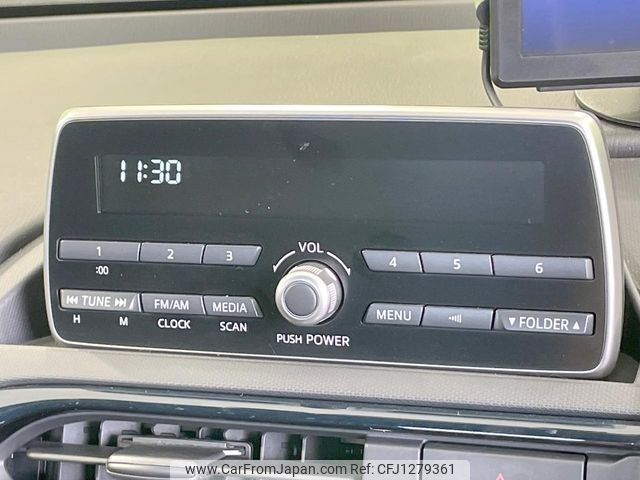 11:30
VOL
1 2 3 4 5 6
:00
⏮ TUNE ⏭/ FM/AM MEDIA MENU ▼ FOLDER ▲
H M CLOCK SCAN
PUSH POWER
www.CarFromJapan.com | CFJ1279361